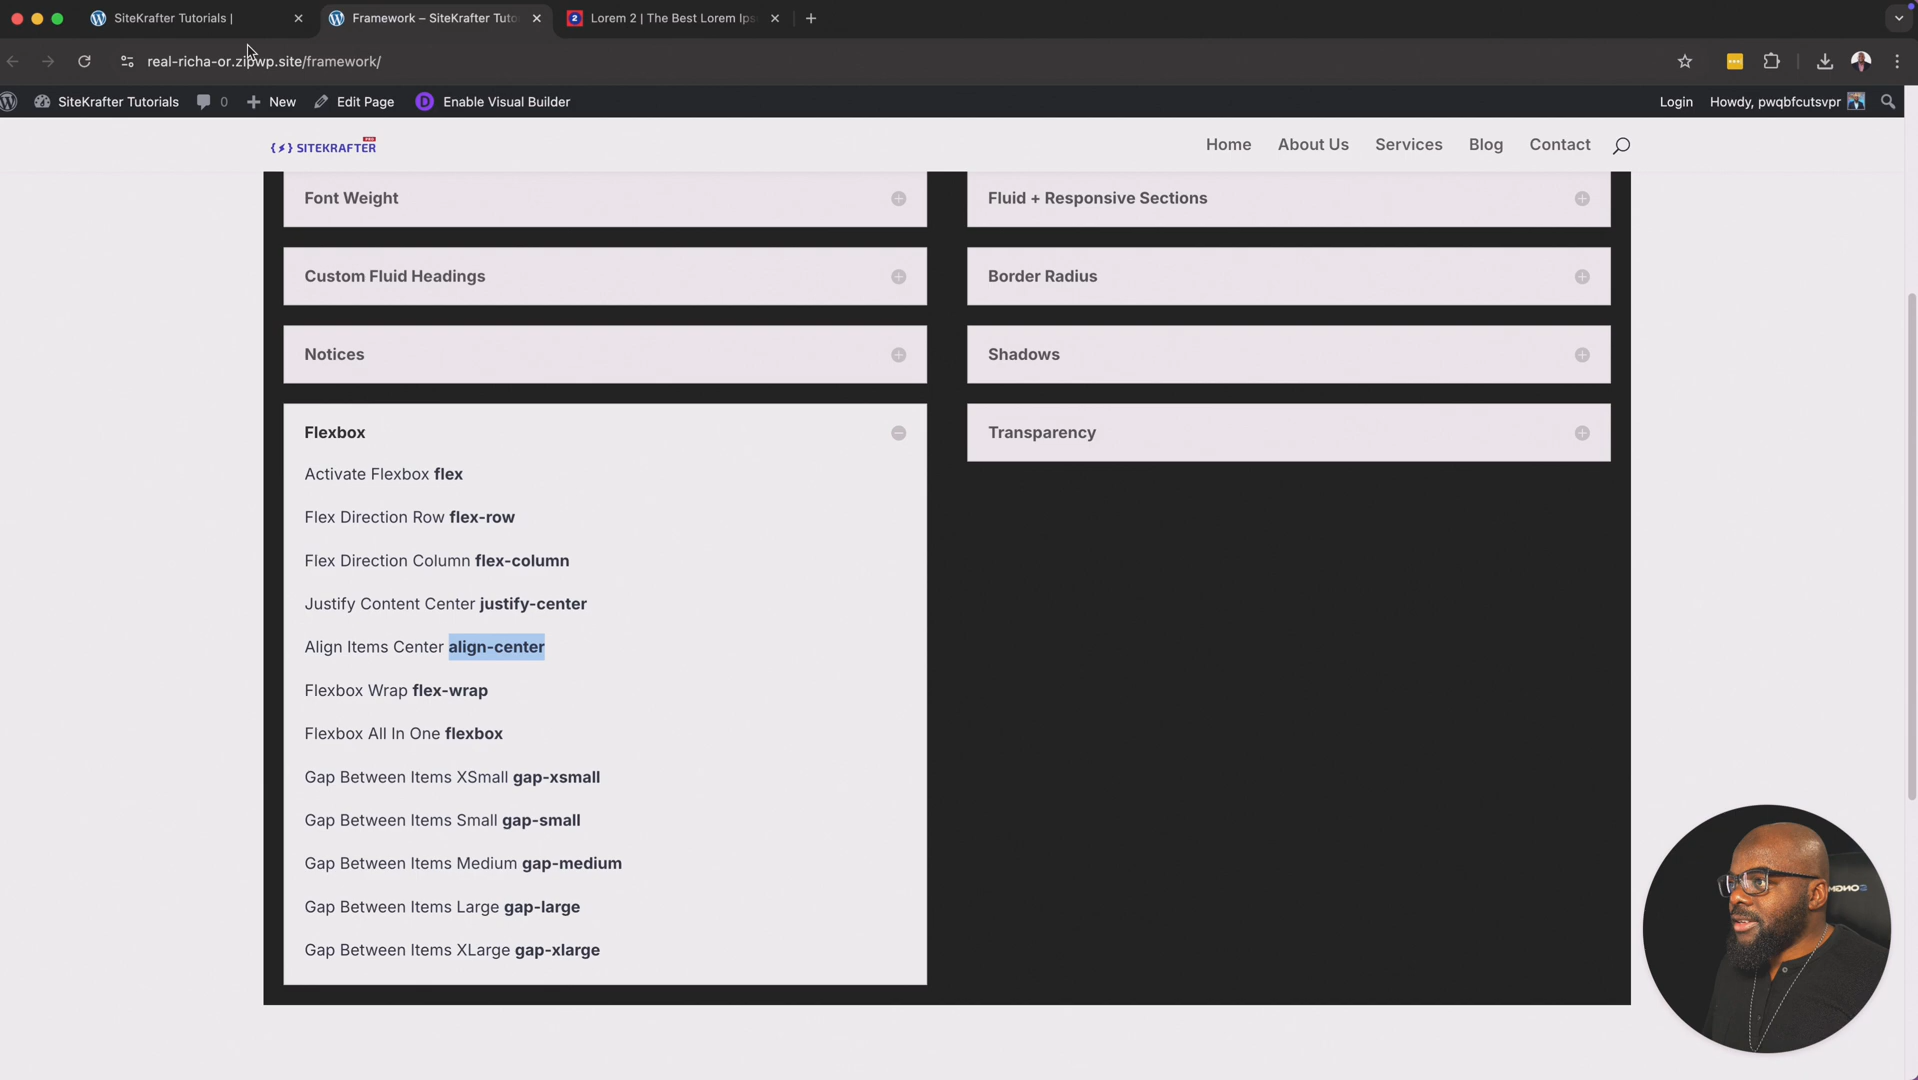 SiteKrafter Tutorials |
Framework – SiteKrafter Tuto
Lorem 2 | The Best Lorem Ips
real-richa-or.zipwp.site/framework/
SiteKrafter Tutorials
0
New
Edit Page
Enable Visual Builder
Login
Howdy, pwqbfcutsvpr
SITEKRAFTER
Home
About Us
Services
Blog
Contact
Font Weight
Fluid + Responsive Sections
Custom Fluid Headings
Border Radius
Notices
Shadows
Flexbox
Transparency
Activate Flexbox flex
Flex Direction Row flex-row
Flex Direction Column flex-column
Justify Content Center justify-center
Align Items Center align-center
Flexbox Wrap flex-wrap
Flexbox All In One flexbox
Gap Between Items XSmall gap-xsmall
Gap Between Items Small gap-small
Gap Between Items Medium gap-medium
Gap Between Items Large gap-large
Gap Between Items XLarge gap-xlarge